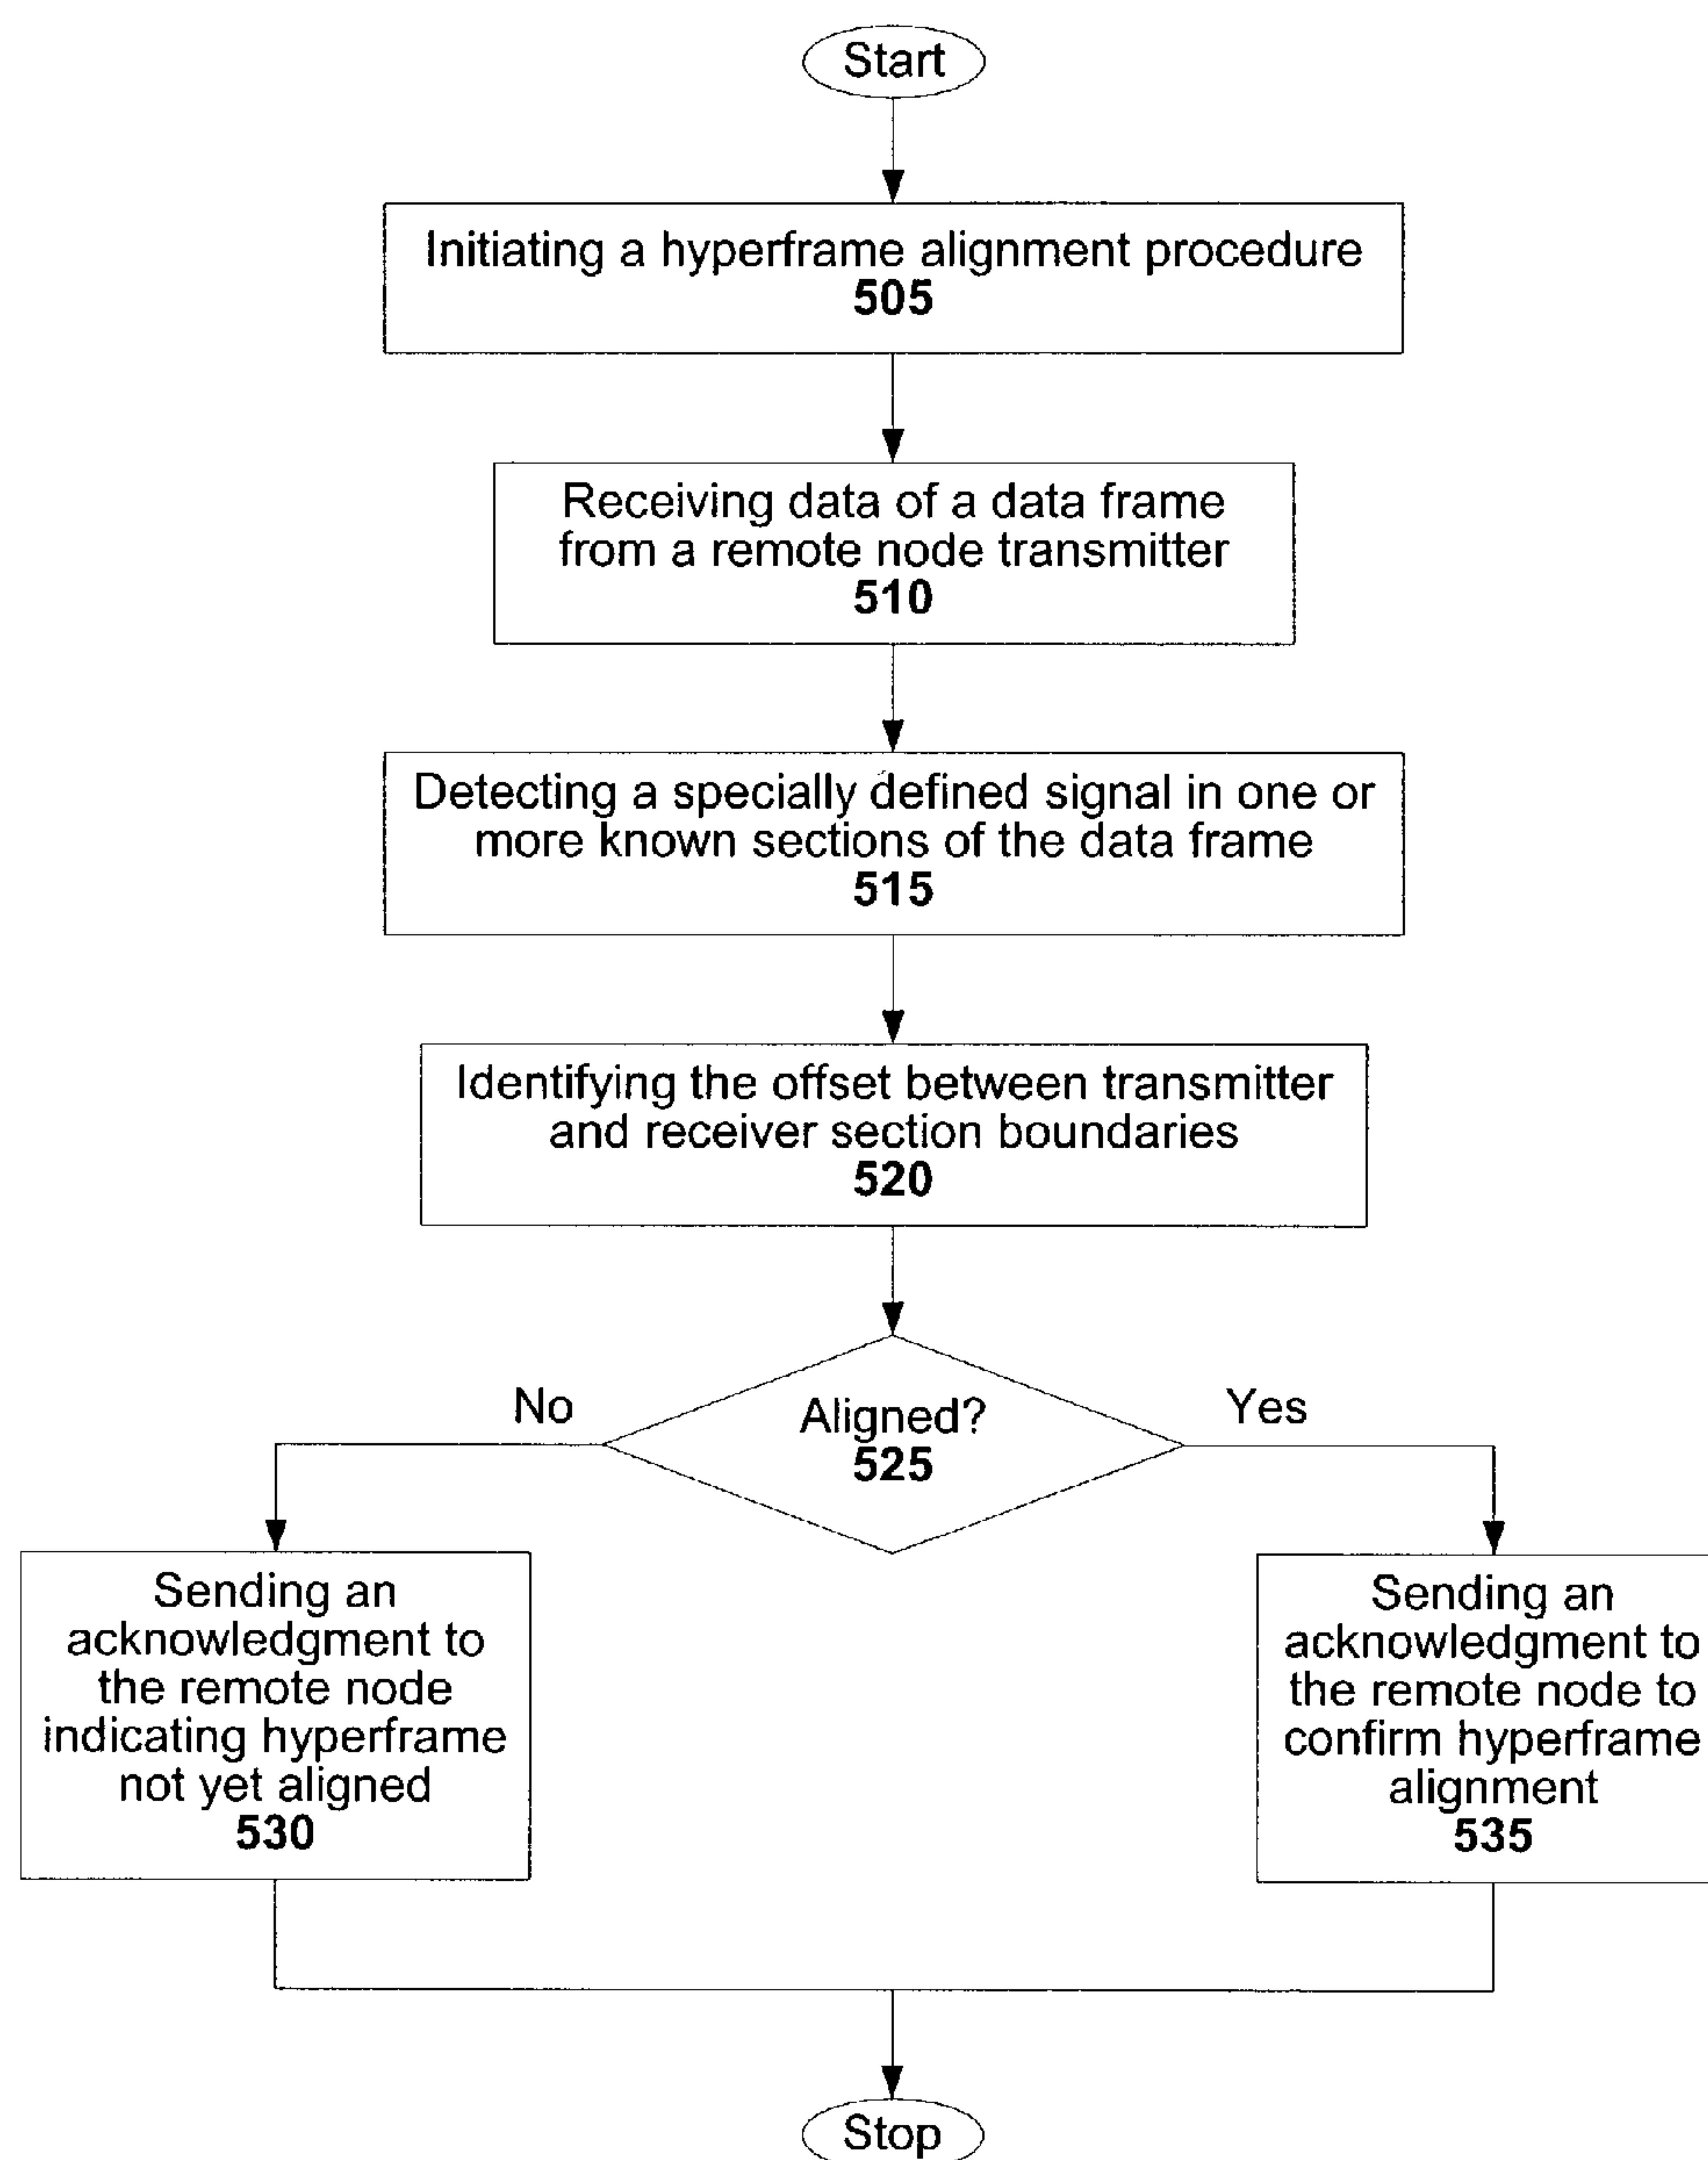 Start
Initiating a hyperframe alignment procedure
505
Receiving data of a data frame
from a remote node transmitter
510
Detecting a specially defined signal in one or
more known sections of the data frame
515
Identifying the offset between transmitter
and receiver section boundaries
520
Aligned?
525
No
Yes
Sending an
acknowledgment to
the remote node
indicating hyperframe
not yet aligned
530
Sending an
acknowledgment to
the remote node to
confirm hyperframe
alignment
535
Stop